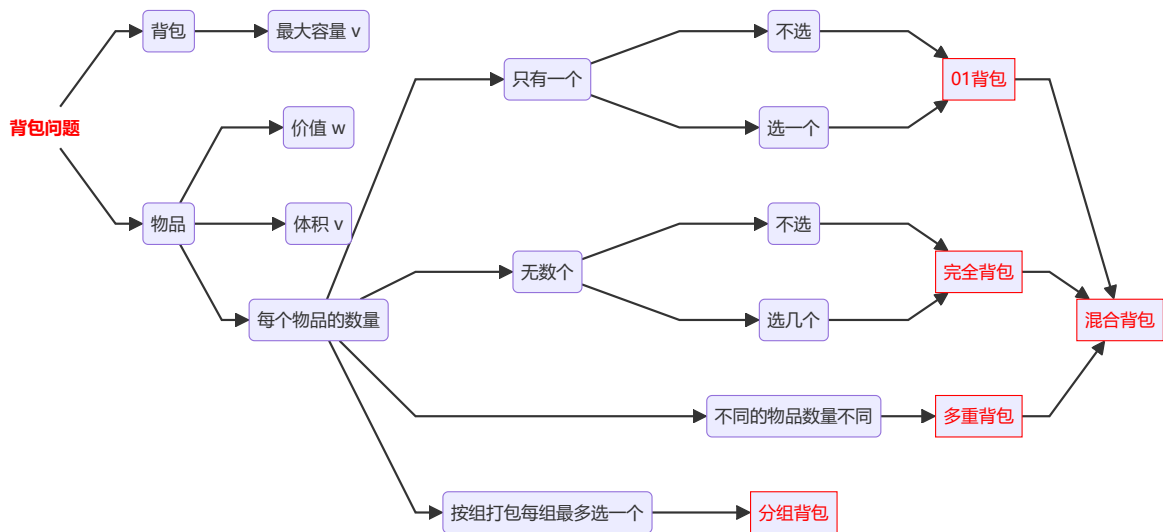 背包
最大容量 v
不选
只有一个
01背包
背包问题
价值 w
选一个
物品
体积 v
不选
无数个
完全背包
每个物品的数量
选几个
混合背包
不同的物品数量不同
多重背包
按组打包每组最多选一个
分组背包